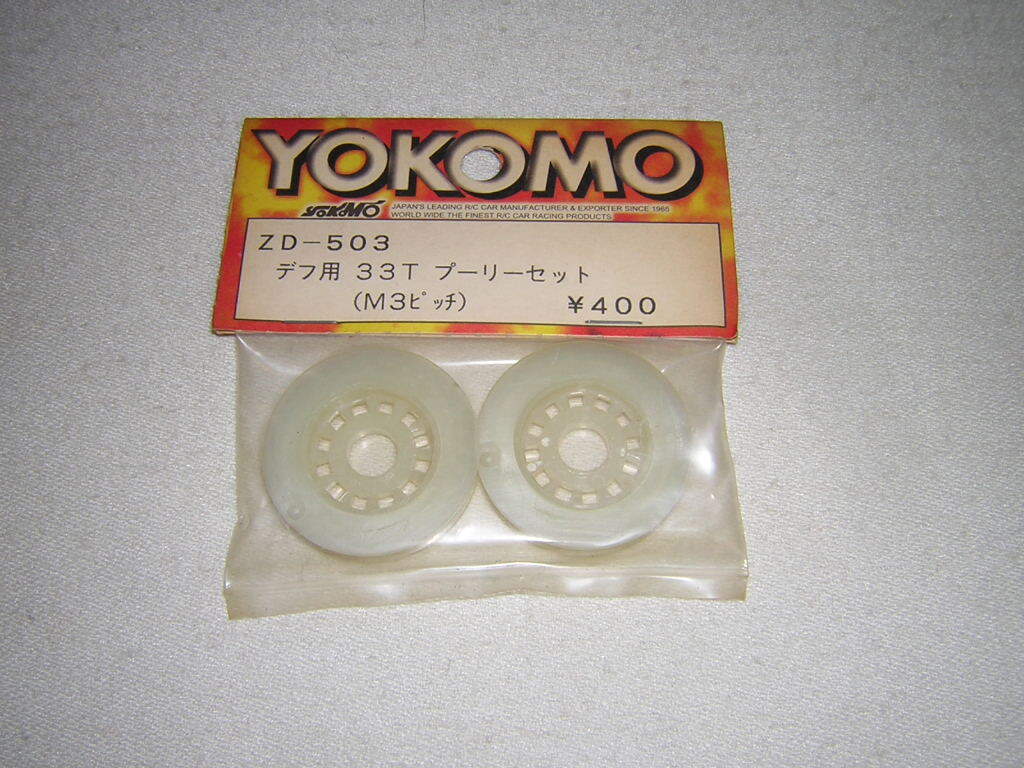 YOKOMO
YOKOMO JAPAN'S LEADING R/C CAR MANUFACTURER & EXPORTER SINCE 1965
WORLD WIDE THE FINEST R/C CAR RACING PRODUCTS
ZD-503
デフ用 33T プーリーセット
(M3ﾋﾟｯﾁ) ¥400